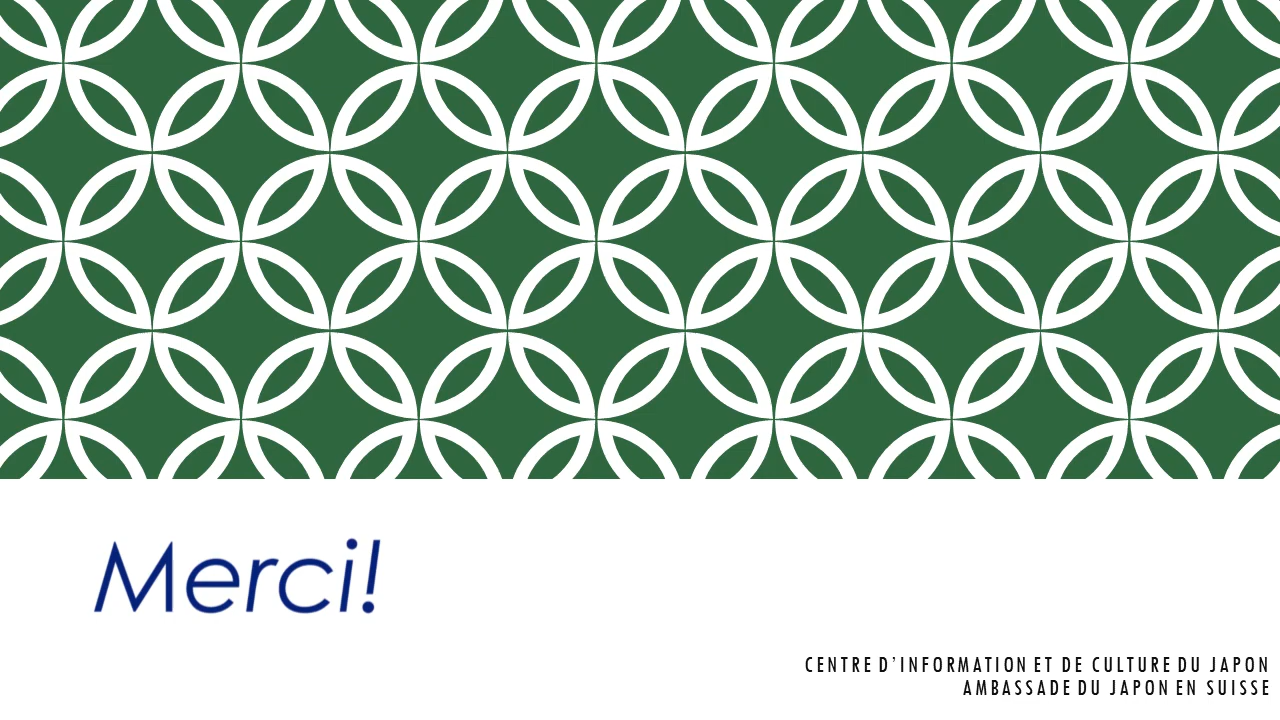 Merci!
CENTRE D’INFORMATION ET DE CULTURE DU JAPON
AMBASSADE DU JAPON EN SUISSE